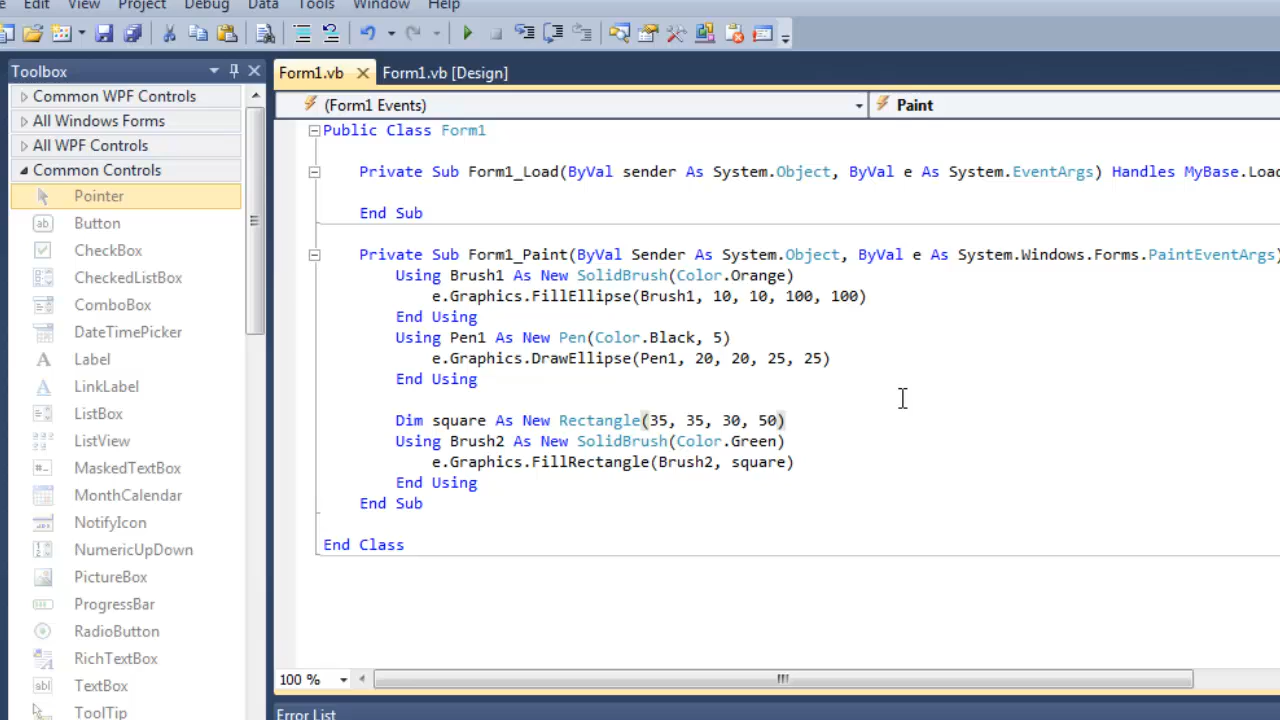 Edit View Project Debug Data Tools Window Help
Toolbox
Form1.vb
Form1.vb [Design]
Common WPF Controls
All Windows Forms
All WPF Controls
Common Controls
Pointer
Button
CheckBox
CheckedListBox
ComboBox
DateTimePicker
Label
LinkLabel
ListBox
ListView
MaskedTextBox
MonthCalendar
NotifyIcon
NumericUpDown
PictureBox
ProgressBar
RadioButton
RichTextBox
TextBox
ToolTip
(Form1 Events)
Paint
Public Class Form1
Private Sub Form1_Load(ByVal sender As System.Object, ByVal e As System.EventArgs) Handles MyBase.Load
End Sub
Private Sub Form1_Paint(ByVal Sender As System.Object, ByVal e As System.Windows.Forms.PaintEventArgs)
Using Brush1 As New SolidBrush(Color.Orange)
e.Graphics.FillEllipse(Brush1, 10, 10, 100, 100)
End Using
Using Pen1 As New Pen(Color.Black, 5)
e.Graphics.DrawEllipse(Pen1, 20, 20, 25, 25)
End Using
Dim square As New Rectangle(35, 35, 30, 50)
Using Brush2 As New SolidBrush(Color.Green)
e.Graphics.FillRectangle(Brush2, square)
End Using
End Sub
End Class
100 %
Error List